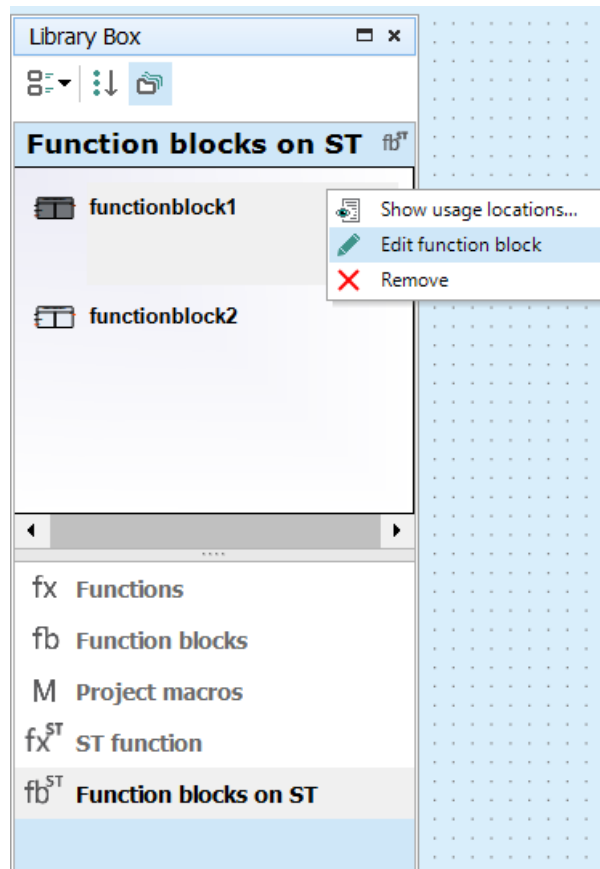 Library Box
Function blocks on ST fb ST
functionblock1
Show usage locations...
Edit function block
Remove
functionblock2
fx Functions
fb Function blocks
M Project macros
fx ST ST function
fb ST Function blocks on ST